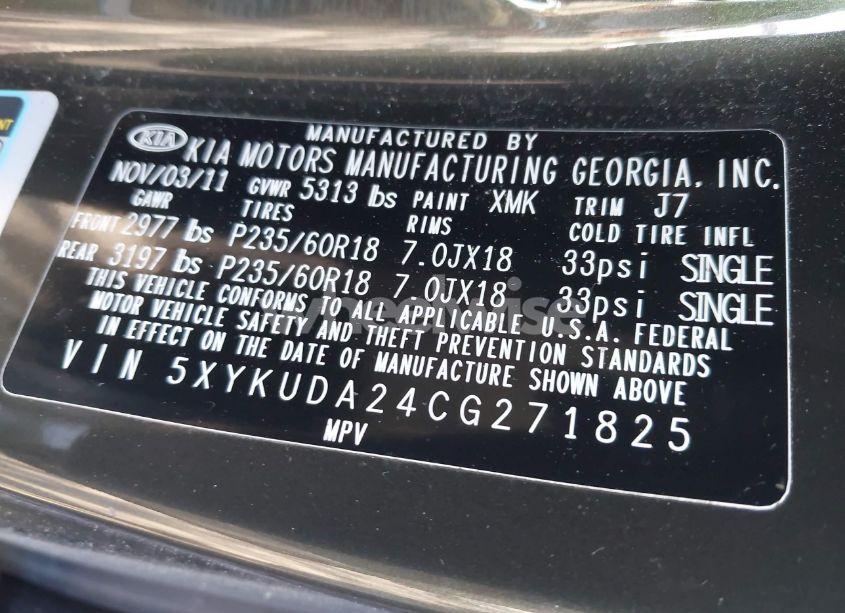 MANUFACTURED BY
KIA KIA MOTORS MANUFACTURING GEORGIA, INC.
NOV/03/11 GVWR 5313 lbs PAINT XMK TRIM J7
GAWR TIRES RIMS COLD TIRE INFL
FRONT 2977 lbs P235/60R18 7.0JX18 33psi SINGLE
REAR 3197 lbs P235/60R18 7.0JX18 33psi SINGLE
THIS VEHICLE CONFORMS TO ALL APPLICABLE U.S.A. FEDERAL
MOTOR VEHICLE SAFETY AND THEFT PREVENTION STANDARDS
IN EFFECT ON THE DATE OF MANUFACTURE SHOWN ABOVE
VIN 5XYKUDA24CG271825
MPV